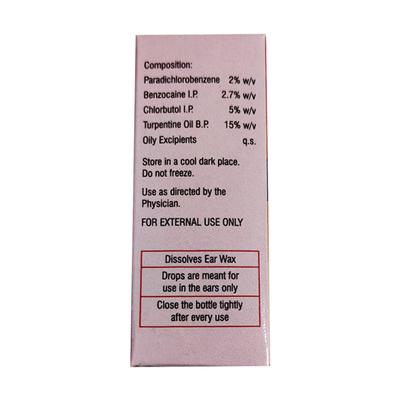 Composition:
Paradichlorobenzene 2% w/v
Benzocaine I.P. 2.7% w/v
Chlorbutol I.P. 5% w/v
Turpentine Oil B.P. 15% w/v
Oily Excipients q.s.
Store in a cool dark place.
Do not freeze.
Use as directed by the
Physician.
FOR EXTERNAL USE ONLY
Dissolves Ear Wax
Drops are meant for
use in the ears only
Close the bottle tightly
after every use